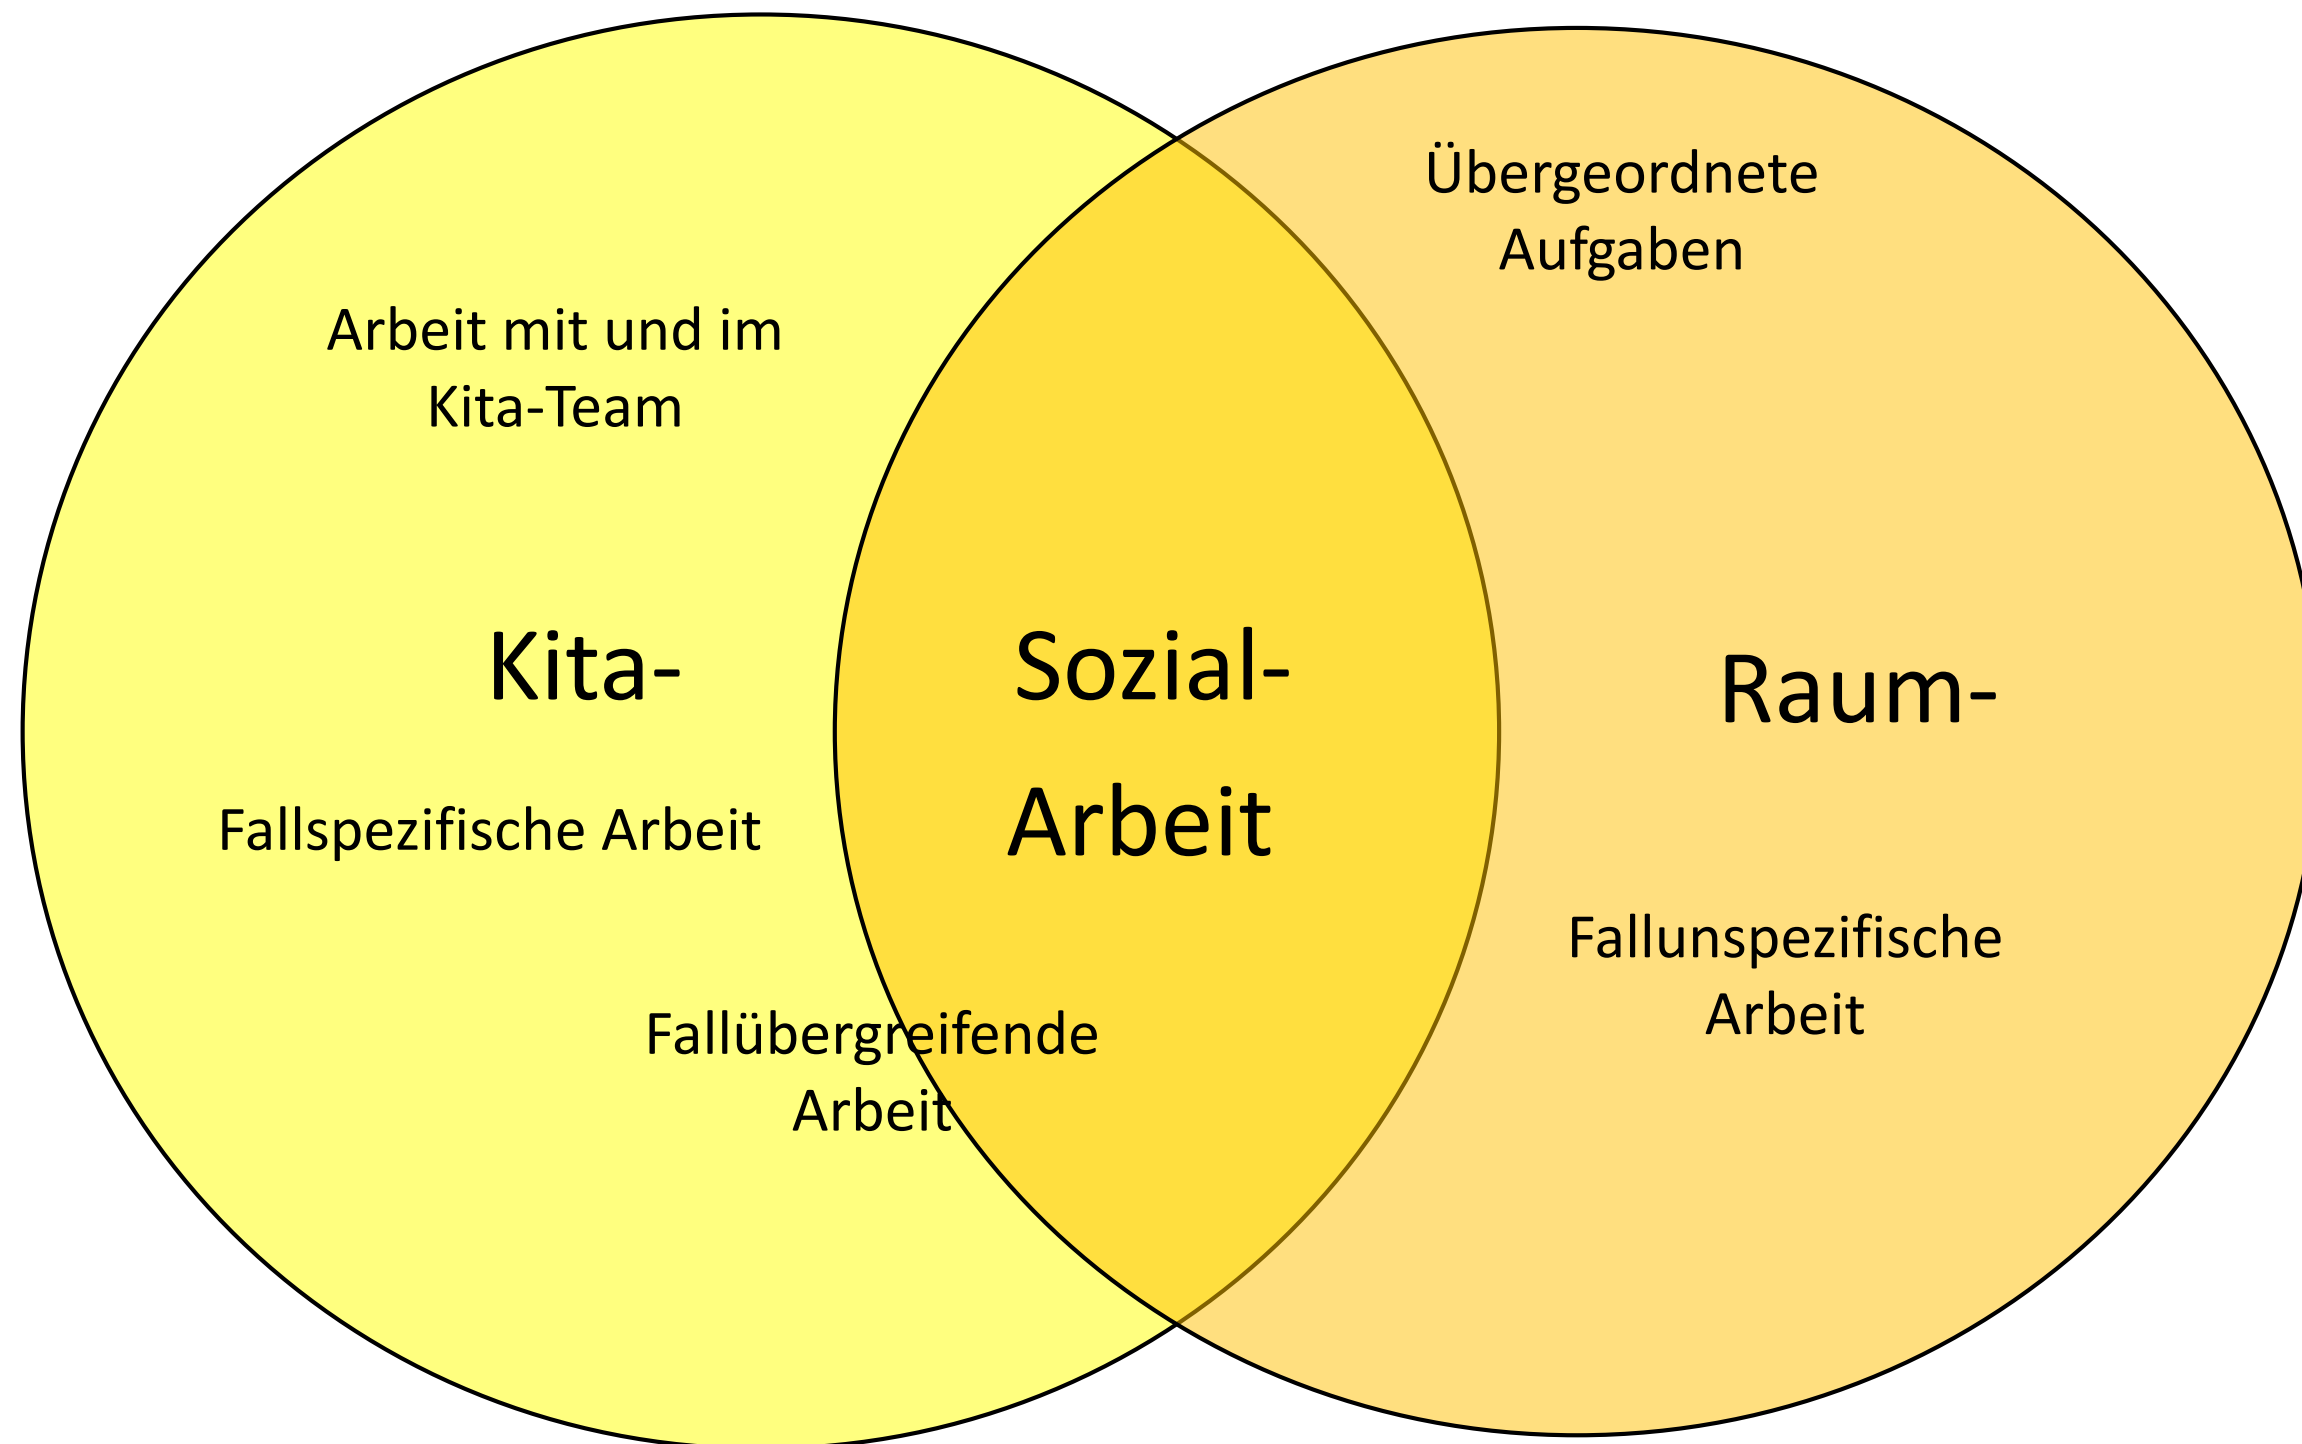 Übergeordnete
Aufgaben
Arbeit mit und im
Kita-Team
Kita-
Sozial-
Raum-
Arbeit
Fallspezifische Arbeit
Fallunspezifische
Arbeit
Fallübergreifende
Arbeit